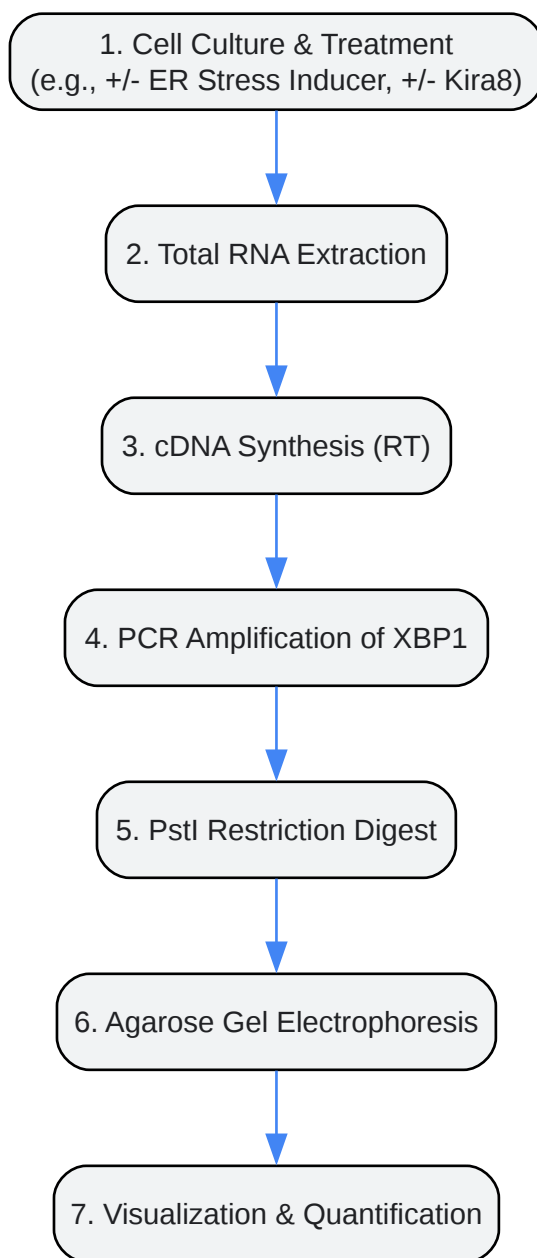 1. Cell Culture & Treatment
(e.g., +/- ER Stress Inducer, +/- Kira8)
2. Total RNA Extraction
3. cDNA Synthesis (RT)
4. PCR Amplification of XBP1
5. PstI Restriction Digest
6. Agarose Gel Electrophoresis
7. Visualization & Quantification